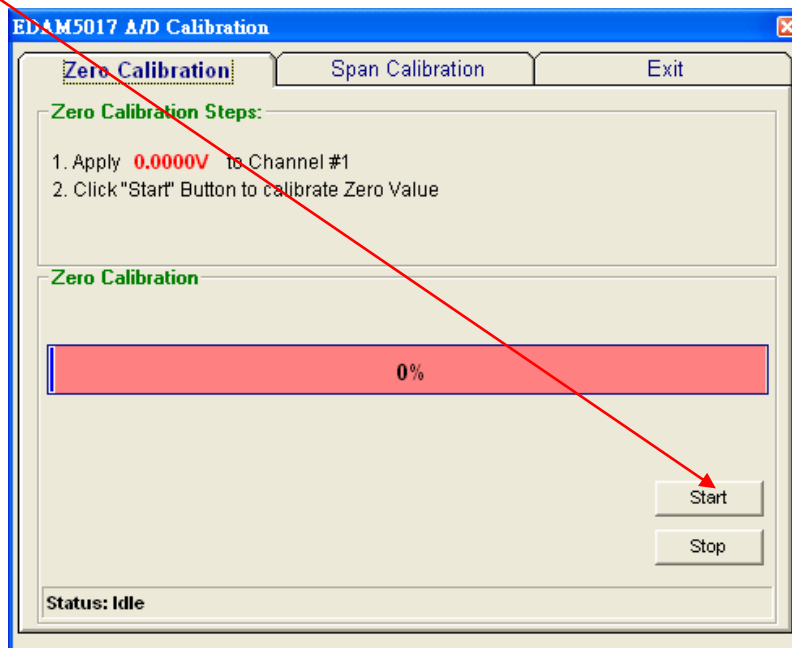 EDAM5017 A/D Calibration
Zero Calibration Span Calibration Exit
Zero Calibration Steps:
1. Apply 0.0000V to Channel #1
2. Click "Start" Button to calibrate Zero Value
Zero Calibration
0%
Start
Stop
Status: Idle